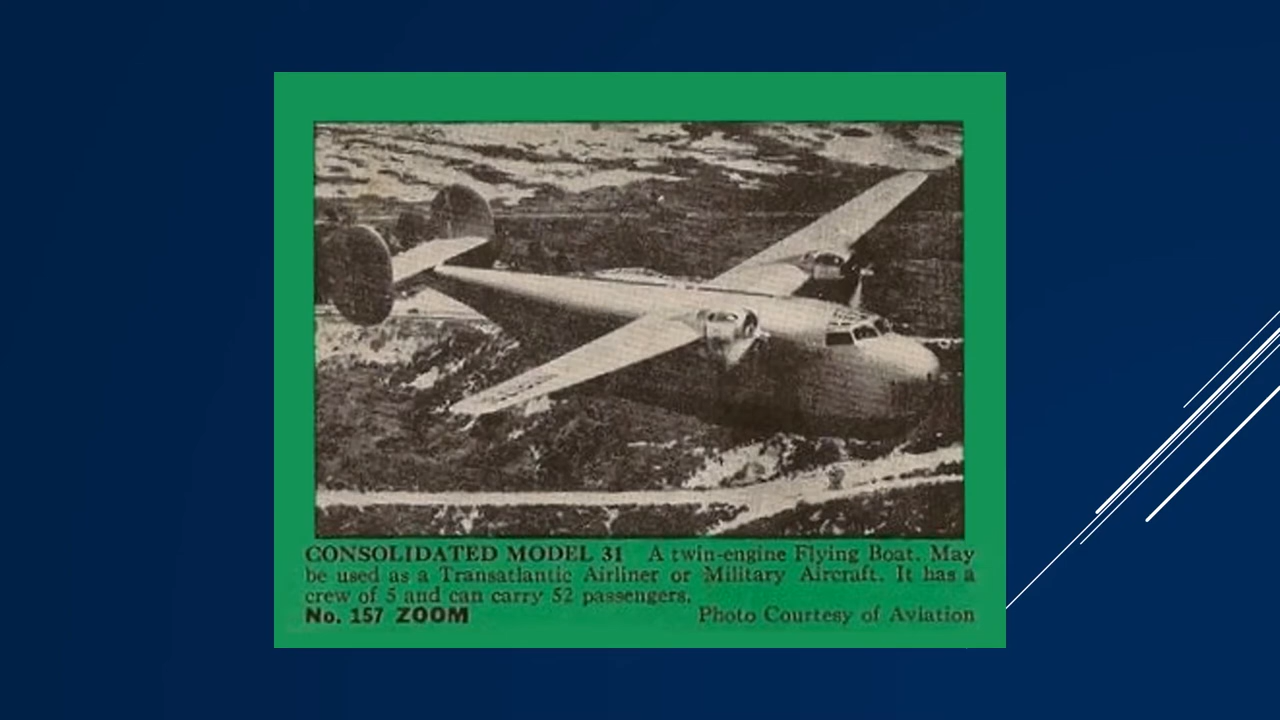 CONSOLIDATED MODEL 31 A twin-engine Flying Boat. May
be used as a Transatlantic Airliner or Military Aircraft. It has a
crew of 5 and can carry 52 passengers.
No. 157 ZOOM Photo Courtesy of Aviation